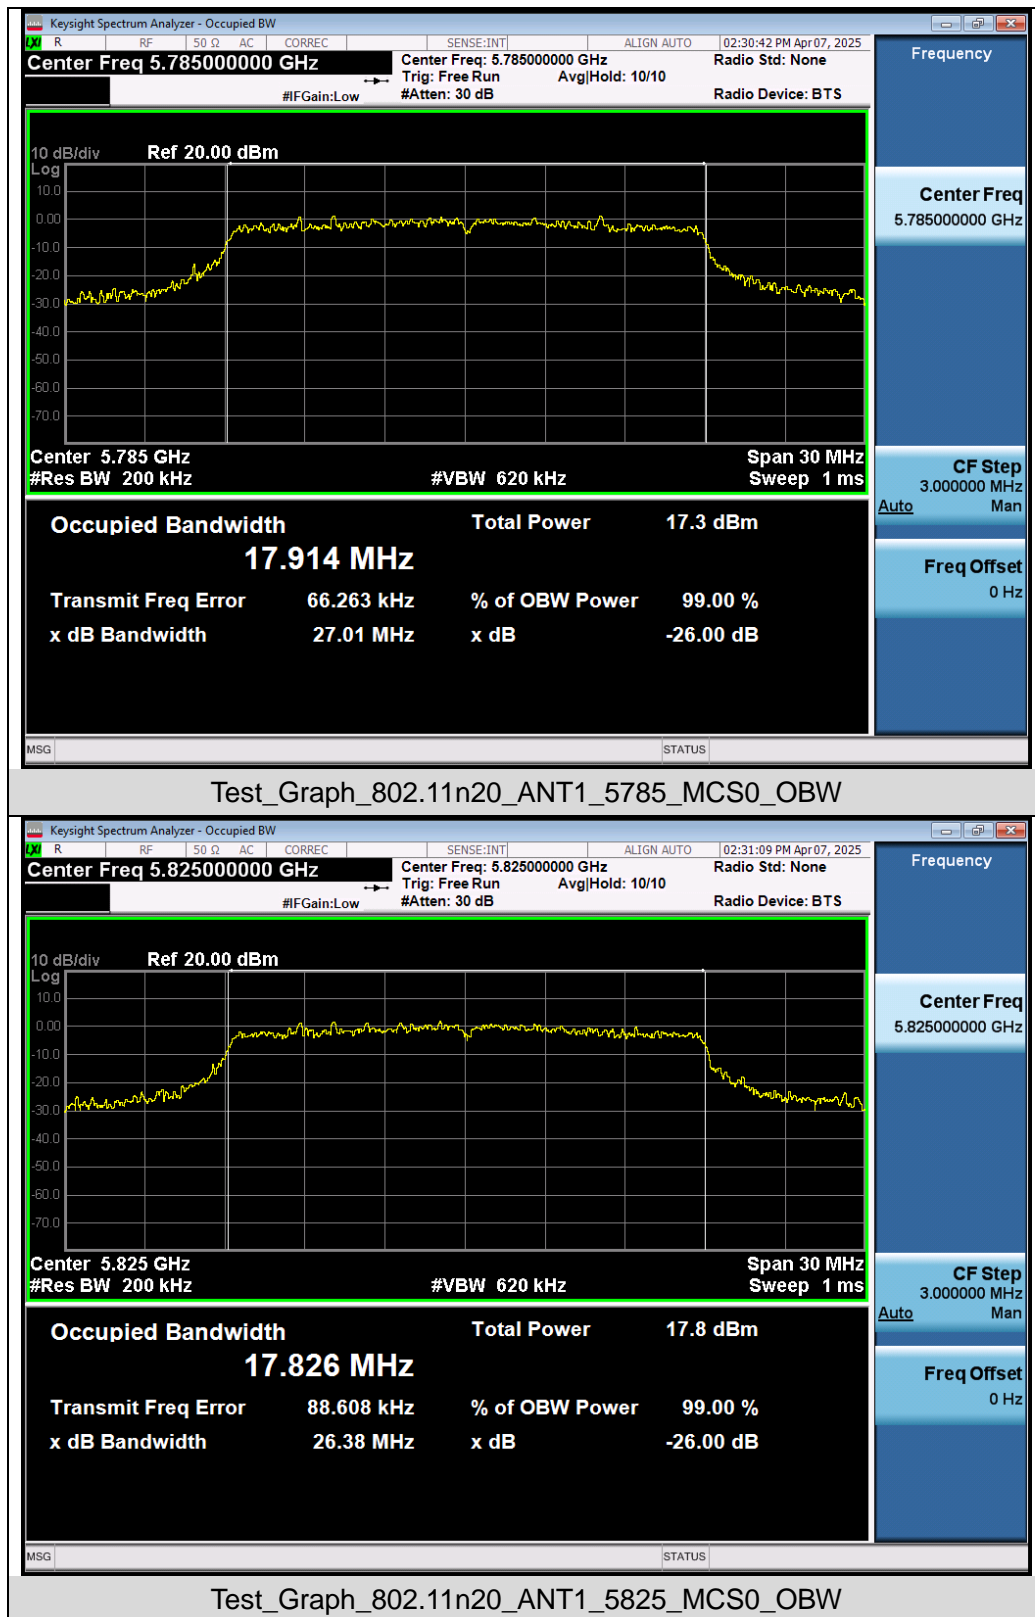 Keysight Spectrum Analyzer - Occupied BW
LXI R RF 50 Ω AC CORREC SENSE:INT ALIGN AUTO 02:30:42 PM Apr 07, 2025
Center Freq 5.785000000 GHz Center Freq: 5.785000000 GHz Radio Std: None Frequency
Trig: Free Run Avg|Hold: 10/10
#IFGain:Low #Atten: 30 dB Radio Device: BTS
10 dB/div Ref 20.00 dBm
Log
10.0
0.00
-10.0
-20.0
-30.0
-40.0
-50.0
-60.0
-70.0
Center 5.785 GHz Span 30 MHz
#Res BW 200 kHz #VBW 620 kHz Sweep 1 ms
Center Freq
5.785000000 GHz
CF Step
3.000000 MHz
Auto Man
Freq Offset
0 Hz
Occupied Bandwidth Total Power 17.3 dBm
17.914 MHz
Transmit Freq Error 66.263 kHz % of OBW Power 99.00 %
x dB Bandwidth 27.01 MHz x dB -26.00 dB
MSG STATUS
Test_Graph_802.11n20_ANT1_5785_MCS0_OBW
Keysight Spectrum Analyzer - Occupied BW
LXI R RF 50 Ω AC CORREC SENSE:INT ALIGN AUTO 02:31:09 PM Apr 07, 2025
Center Freq 5.825000000 GHz Center Freq: 5.825000000 GHz Radio Std: None Frequency
Trig: Free Run Avg|Hold: 10/10
#IFGain:Low #Atten: 30 dB Radio Device: BTS
10 dB/div Ref 20.00 dBm
Log
10.0
0.00
-10.0
-20.0
-30.0
-40.0
-50.0
-60.0
-70.0
Center 5.825 GHz Span 30 MHz
#Res BW 200 kHz #VBW 620 kHz Sweep 1 ms
Center Freq
5.825000000 GHz
CF Step
3.000000 MHz
Auto Man
Freq Offset
0 Hz
Occupied Bandwidth Total Power 17.8 dBm
17.826 MHz
Transmit Freq Error 88.608 kHz % of OBW Power 99.00 %
x dB Bandwidth 26.38 MHz x dB -26.00 dB
MSG STATUS
Test_Graph_802.11n20_ANT1_5825_MCS0_OBW